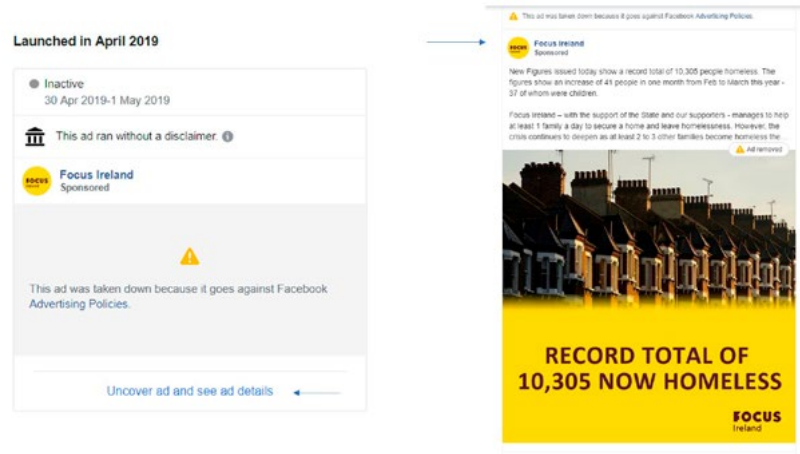 Launched in April 2019
Inactive
30 Apr 2019-1 May 2019
This ad ran without a disclaimer.
FOCUS
Ireland
Focus Ireland
Sponsored
This ad was taken down because it goes against Facebook
Advertising Policies.
Uncover ad and see ad details
This ad was taken down because it goes against Facebook Advertising Policies.
FOCUS
Focus Ireland
Sponsored
New Figures issued today show a record total of 10,305 people homeless. The
figures show an increase of 41 people in one month from Feb to March this year -
37 of whom were children.
Focus Ireland – with the support of the State and our supporters - manages to help
at least 1 family a day to secure a home and leave homelessness. However, the
crisis continues to deepen as at least 2 to 3 other families become homeless the...
Ad removed
RECORD TOTAL OF
10,305 NOW HOMELESS
FOCUS
Ireland